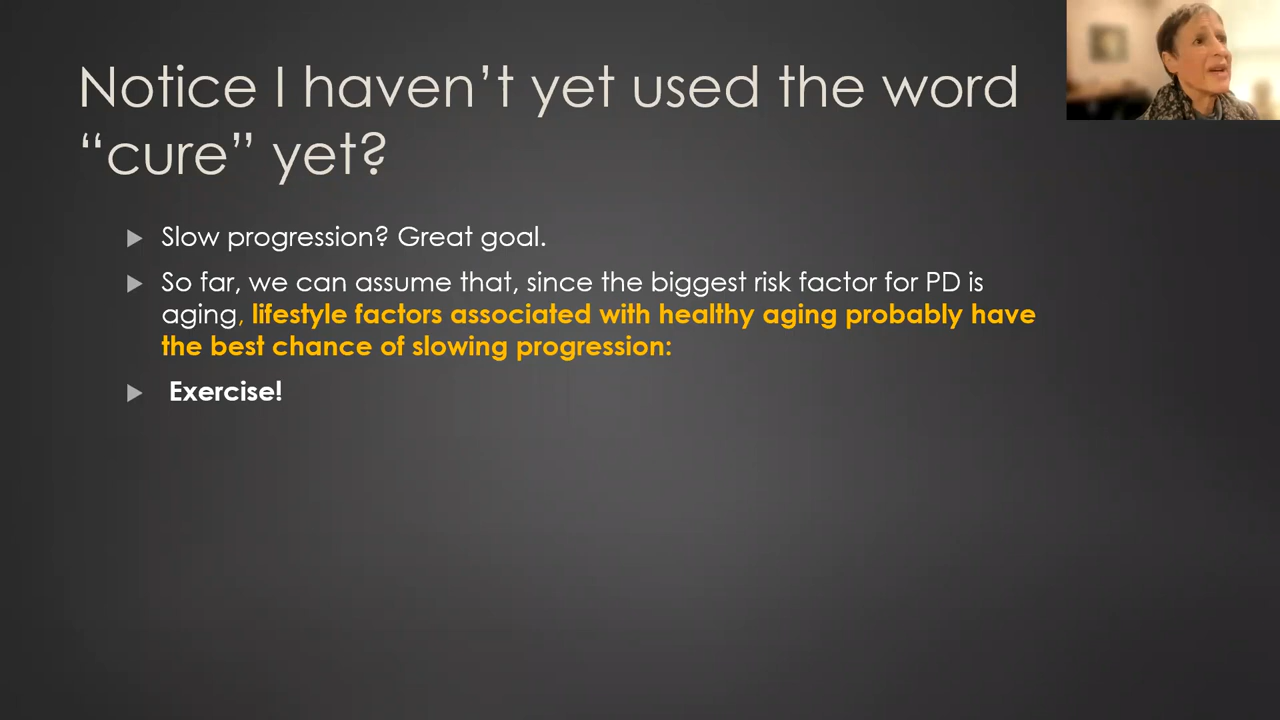 Notice I haven’t yet used the word
“cure” yet?
Slow progression? Great goal.
So far, we can assume that, since the biggest risk factor for PD is
aging, lifestyle factors associated with healthy aging probably have
the best chance of slowing progression:
Exercise!